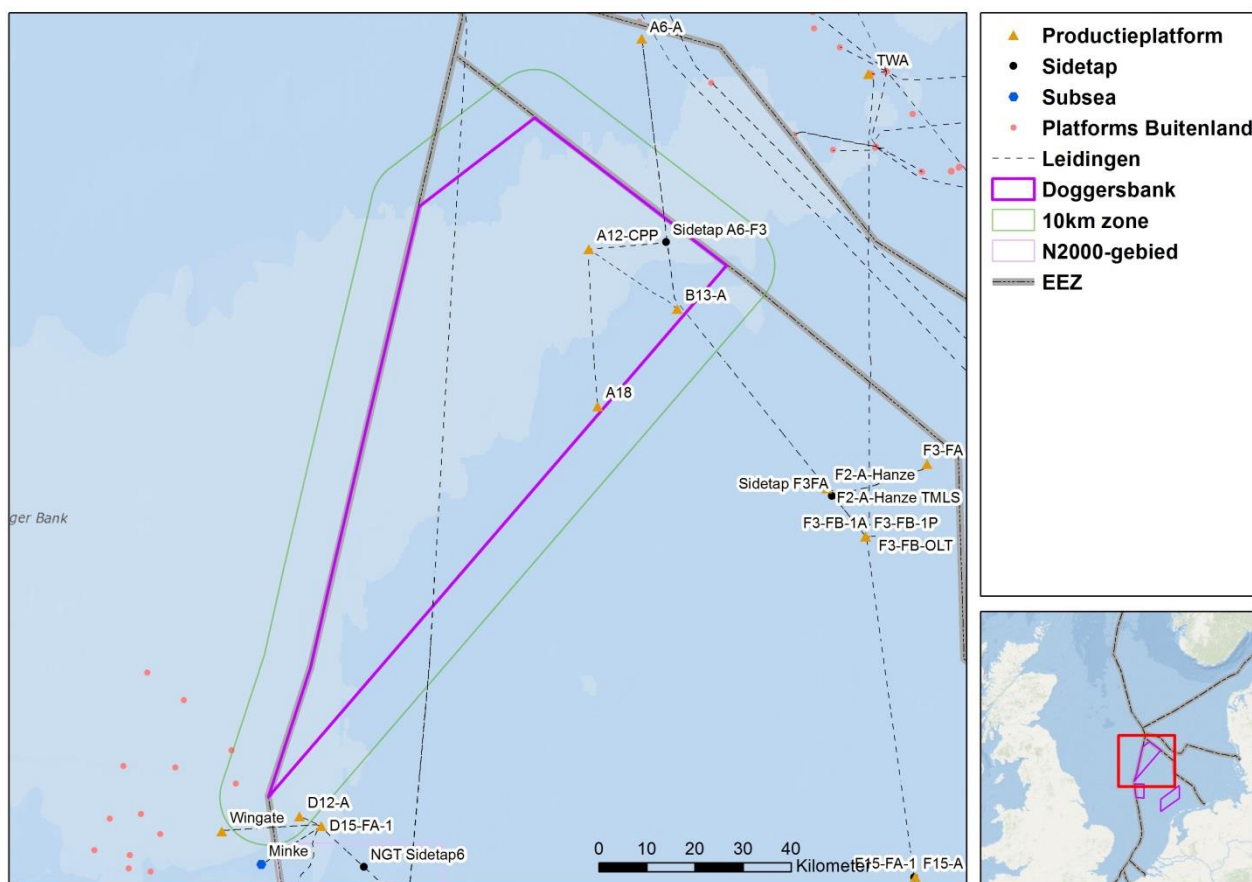 A6-A
TWA
A12-CPP
Sidetap A6-F3
B13-A
A18
F3-FA
F2-A-Hanze
Sidetap F3FA
F2-A-Hanze TMLS
F3-FB-1A
F3-FB-1P
F3-FB-OLT
ger Bank
D12-A
Wingate
D15-FA-1
Minke
NGT Sidetap6
F15-FA-1
F15-A
0 10 20 30 40
Kilometer
Productieplatform
Sidetap
Subsea
Platforms Buitenland
Leidingen
Doggersbank
10km zone
N2000-gebied
EEZ